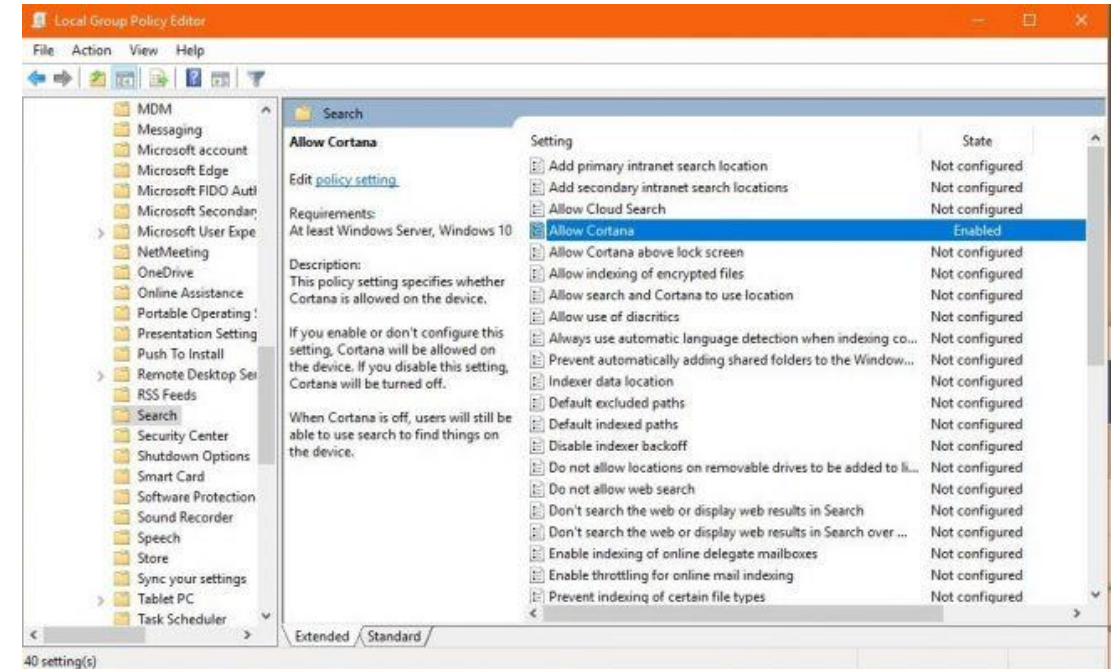 Local Group Policy Editor
File Action View Help
MDM
Messaging
Microsoft account
Microsoft Edge
Microsoft FIDO Auth
Microsoft Secondary
Microsoft User Expe
NetMeeting
OneDrive
Online Assistance
Portable Operating
Presentation Setting
Push To Install
Remote Desktop Ser
RSS Feeds
Search
Security Center
Shutdown Options
Smart Card
Software Protection
Sound Recorder
Speech
Store
Sync your settings
Tablet PC
Task Scheduler
Search
Allow Cortana
Edit policy setting
Requirements:
At least Windows Server, Windows 10
Description:
This policy setting specifies whether
Cortana is allowed on the device.
If you enable or don't configure this
setting, Cortana will be allowed on
the device. If you disable this setting,
Cortana will be turned off.
When Cortana is off, users will still be
able to use search to find things on
the device.
Setting State
Add primary intranet search location Not configured
Add secondary intranet search locations Not configured
Allow Cloud Search Not configured
Allow Cortana Enabled
Allow Cortana above lock screen Not configured
Allow indexing of encrypted files Not configured
Allow search and Cortana to use location Not configured
Allow use of diacritics Not configured
Always use automatic language detection when indexing co... Not configured
Prevent automatically adding shared folders to the Window... Not configured
Indexer data location Not configured
Default excluded paths Not configured
Default indexed paths Not configured
Disable indexer backoff Not configured
Do not allow locations on removable drives to be added to li... Not configured
Do not allow web search Not configured
Don't search the web or display web results in Search Not configured
Don't search the web or display web results in Search over ... Not configured
Enable indexing of online delegate mailboxes Not configured
Enable throttling for online mail indexing Not configured
Prevent indexing of certain file types Not configured
Extended Standard
40 setting(s)